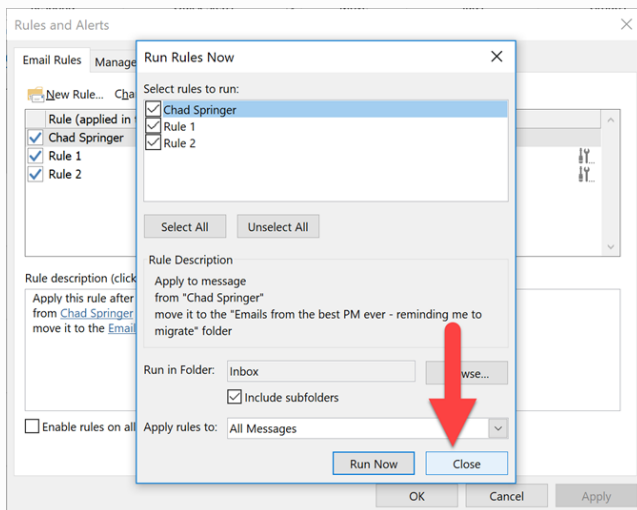 Rules and Alerts
Email Rules
Manage
New Rule...
Cha
Rule (applied in
Chad Springer
Rule 1
Rule 2
Rule description (click
Apply this rule after
from Chad Springer
move it to the Email
Enable rules on all
OK
Cancel
Apply
Run Rules Now
Select rules to run:
Chad Springer
Rule 1
Rule 2
Select All
Unselect All
Rule Description
Apply to message
from "Chad Springer"
move it to the "Emails from the best PM ever - reminding me to
migrate" folder
Run in Folder:
Inbox
wse...
Include subfolders
Apply rules to:
All Messages
Run Now
Close